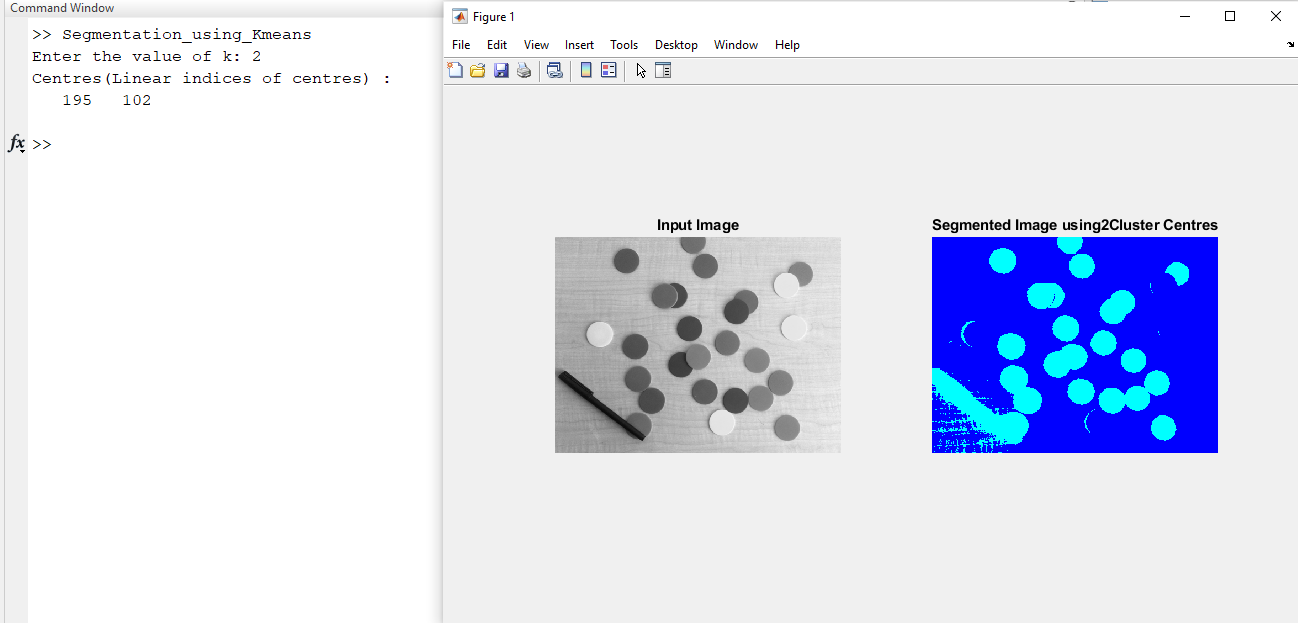 Command Window
>> Segmentation_using_Kmeans
Enter the value of k: 2
Centres(Linear indices of centres) :
195   102
fx >>
Figure 1
File Edit View Insert Tools Desktop Window Help
Input Image
Segmented Image using2Cluster Centres